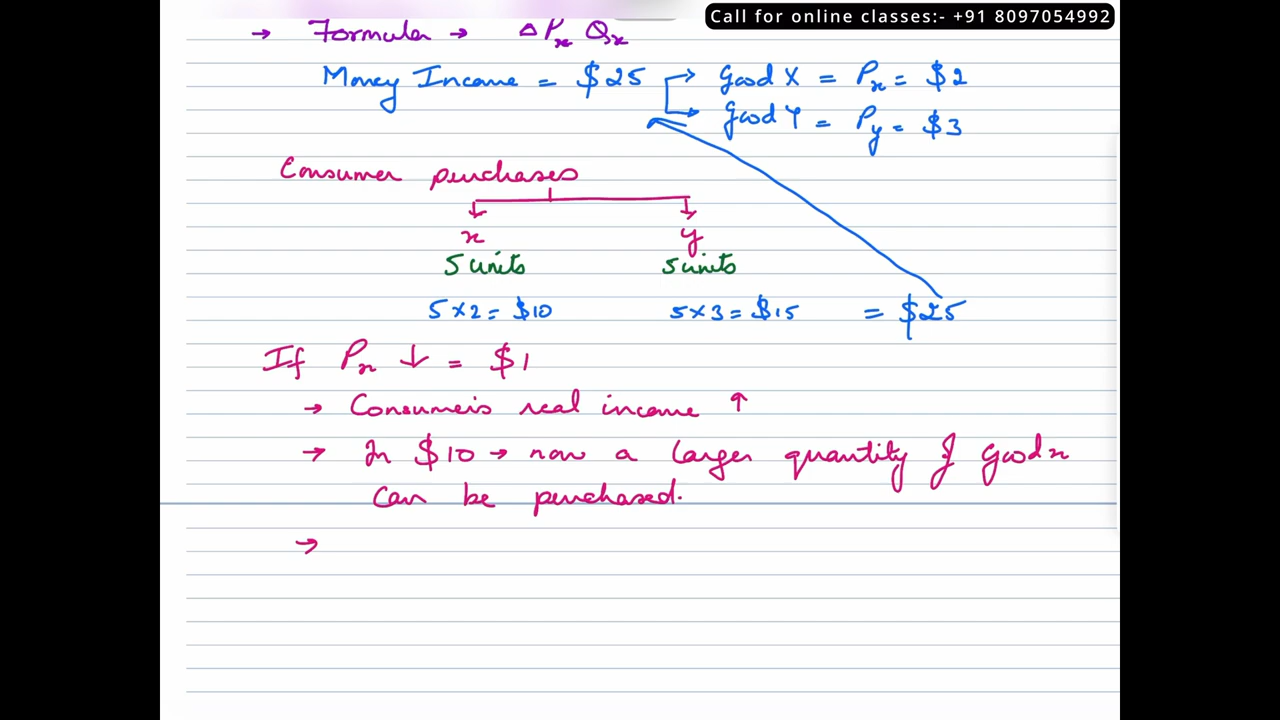 Call for online classes:- +91 8097054992
→ Formula → ΔPx Qx
Money Income = $25 → Good X = Px = $2
→ Good Y = Py = $3
Consumer purchases
x y
5 units 5 units
5×2 = $10 5×3 = $15 = $25
If Px ↓ = $1
→ Consumer's real income ↑
→ In $10 → now a larger quantity of good x
can be purchased.
→